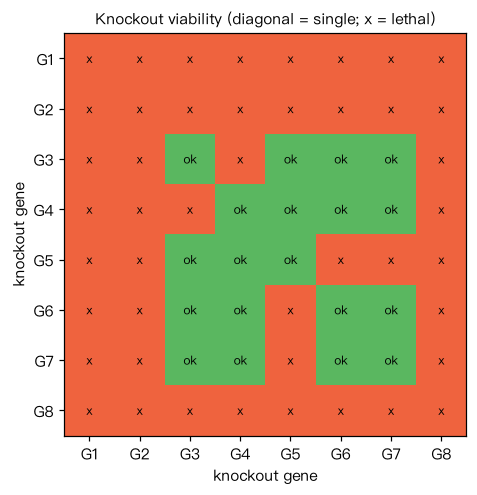 Knockout viability (diagonal = single; x = lethal)
knockout gene
G1 x x x x x x x x
G2 x x x x x x x x
G3 x x ok x ok ok ok x
G4 x x x ok ok ok ok x
G5 x x ok ok ok x x x
G6 x x ok ok x ok ok x
G7 x x ok ok x ok ok x
G8 x x x x x x x x
G1 G2 G3 G4 G5 G6 G7 G8
knockout gene